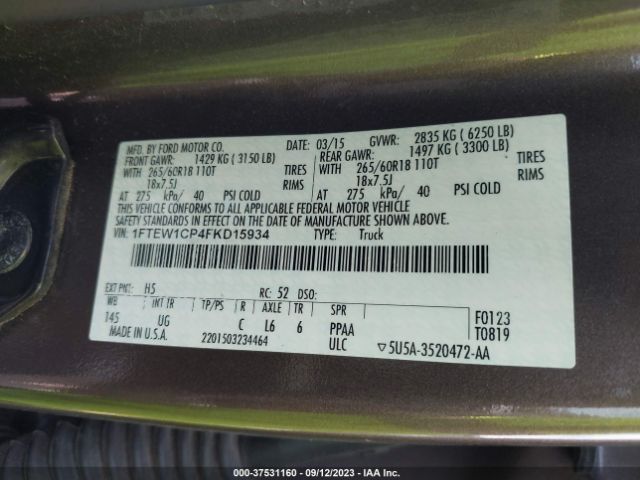 MFD. BY FORD MOTOR CO. DATE: 03/15 GVWR: 2835 KG ( 6250 LB)
FRONT GAWR: 1429 KG ( 3150 LB) REAR GAWR: 1497 KG ( 3300 LB)
WITH 265/60R18 110T TIRES WITH 265/60R18 110T TIRES
18x7.5J RIMS 18x7.5J RIMS
AT 275 kPa/ 40 PSI COLD AT 275 kPa/ 40 PSI COLD
THIS VEHICLE CONFORMS TO ALL APPLICABLE FEDERAL MOTOR VEHICLE
SAFETY STANDARDS IN EFFECT ON THE DATE OF MANUFACTURE SHOWN ABOVE.
VIN: 1FTEW1CP4FKD15934 TYPE: Truck
EXT PNT: H5 RC: 52 DSO:
WB INT TR TP/PS R AXLE TR SPR
145 UG C L6 6 PPAA F0123
MADE IN U.S.A. 2201503234464 ULC T0819
▽5U5A-3520472-AA
000-37531160 - 09/12/2023 - IAA Inc.